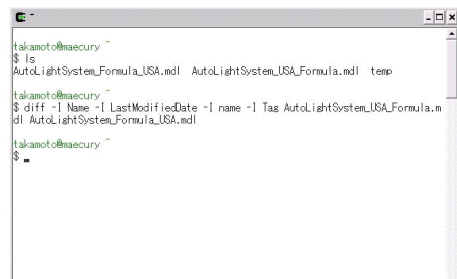 ~
takamoto@maecury ~
$ ls
AutoLightSystem_Formula_USA.mdl AutoLightSystem_USA_Formula.mdl temp
takamoto@maecury ~
$ diff -I Name -I LastModifiedDate -I name -I Tag AutoLightSystem_USA_Formula.m
dl AutoLightSystem_Formula_USA.mdl
takamoto@maecury ~
$